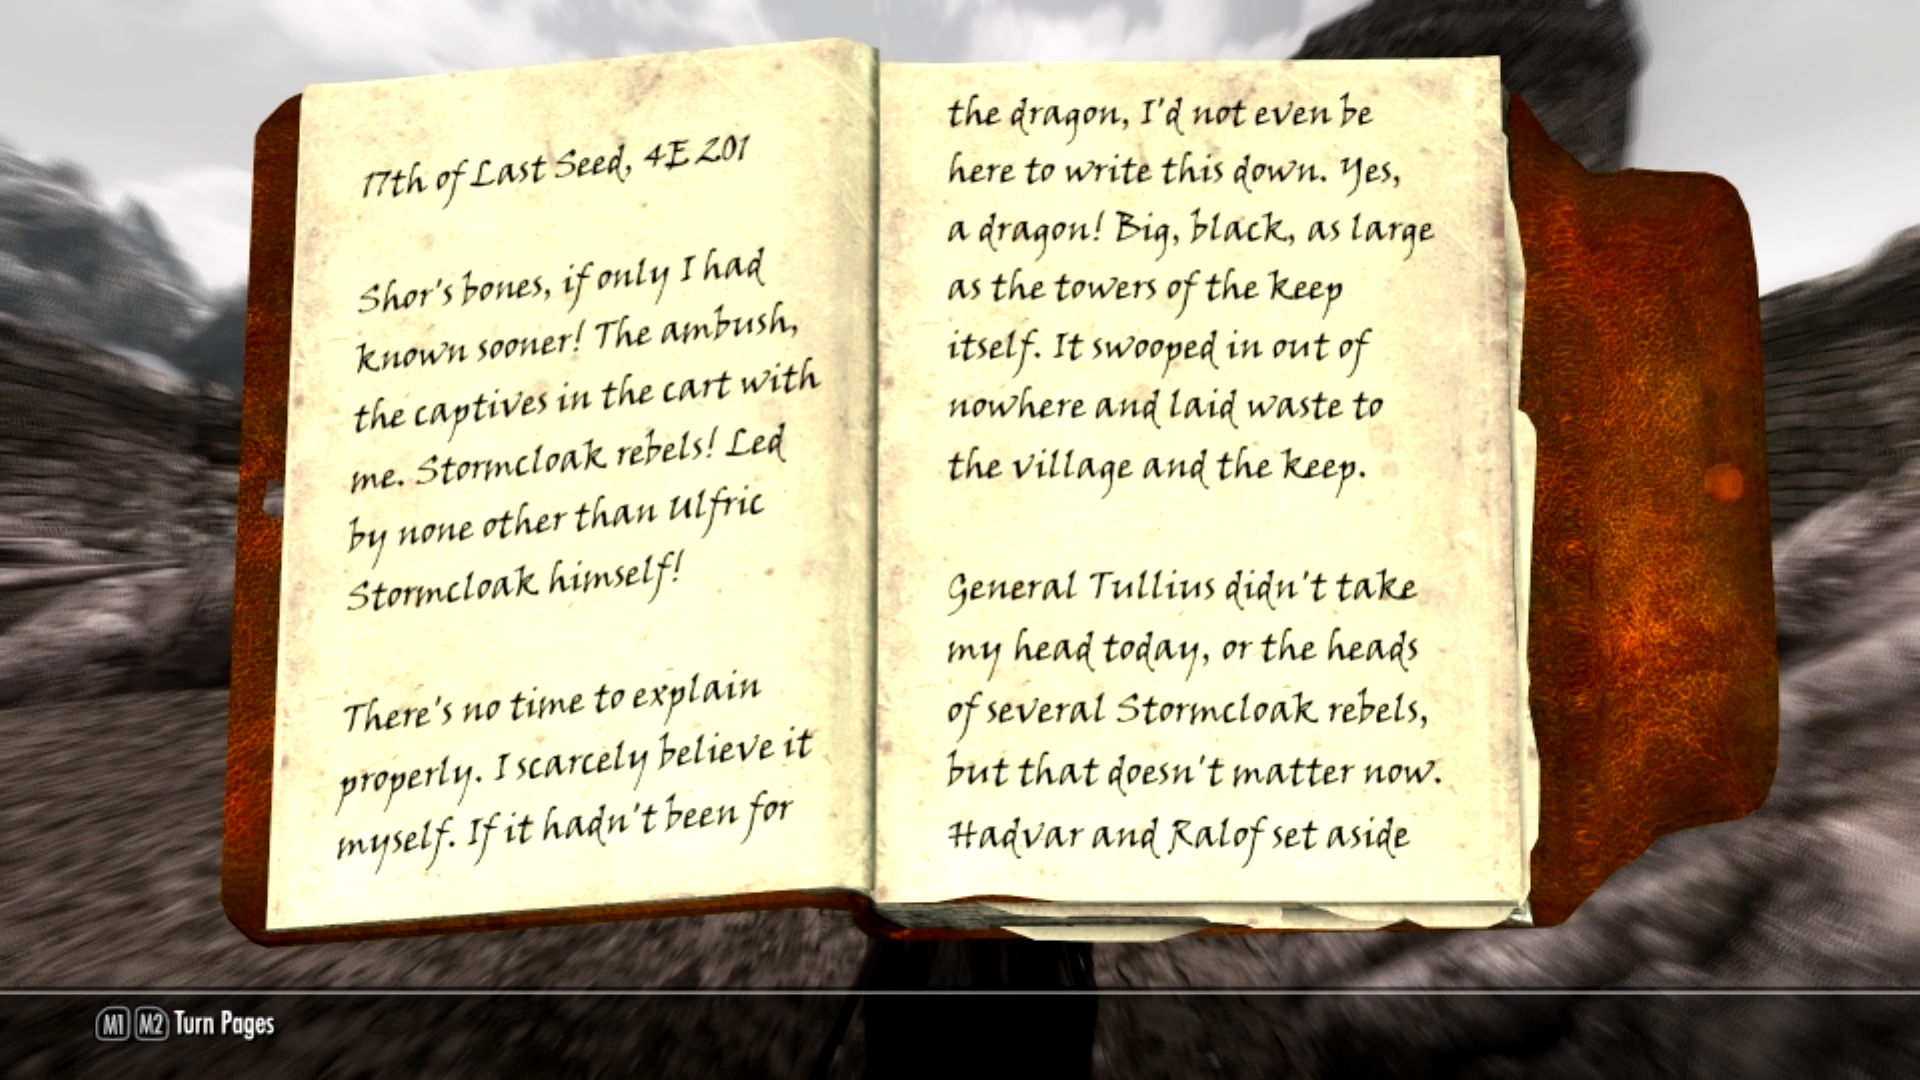 17th of Last Seed, 4E 201
Shor's bones, if only I had
known sooner! The ambush,
the captives in the cart with
me. Stormcloak rebels! Led
by none other than Ulfric
Stormcloak himself!
There's no time to explain
properly. I scarcely believe it
myself. If it hadn't been for
the dragon, I'd not even be
here to write this down. Yes,
a dragon! Big, black, as large
as the towers of the keep
itself. It swooped in out of
nowhere and laid waste to
the village and the keep.
General Tullius didn't take
my head today, or the heads
of several Stormcloak rebels,
but that doesn't matter now.
Hadvar and Ralof set aside
M1 M2 Turn Pages